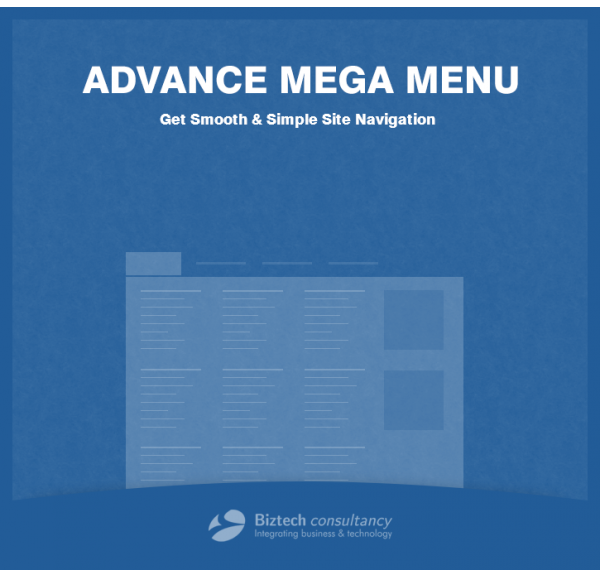 ADVANCE MEGA MENU
Get Smooth & Simple Site Navigation
Biztech consultancy
Integrating business & technology